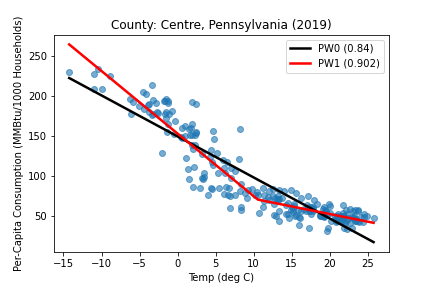 County: Centre, Pennsylvania (2019)
PW0 (0.84)
PW1 (0.902)
Per-Capita Consumption (MMBtu/1000 Households)
250
200
150
100
50
−15 −10 −5 0 5 10 15 20 25
Temp (deg C)